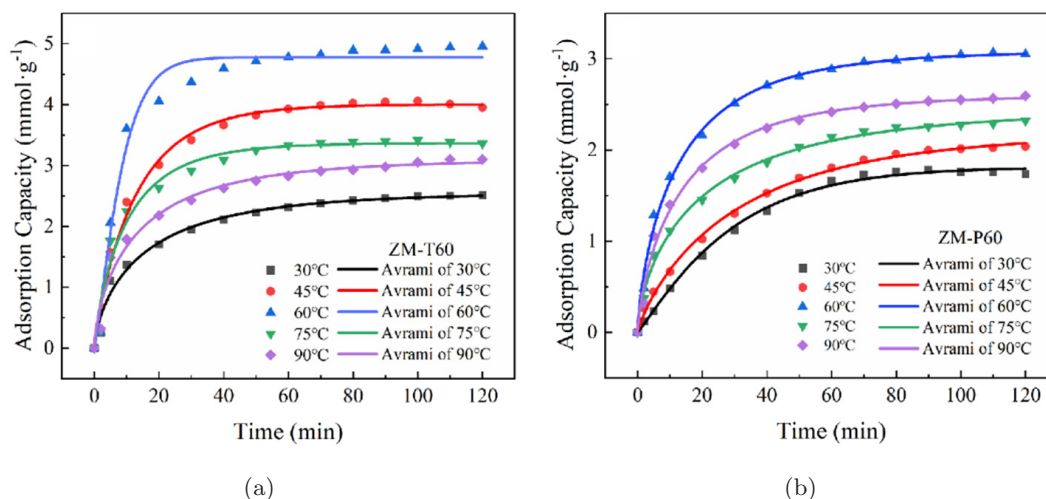 5
4
3
2
1
0
Adsorption Capacity (mmol·g⁻¹)
ZM-T60
30℃ Avrami of 30℃
45℃ Avrami of 45℃
60℃ Avrami of 60℃
75℃ Avrami of 75℃
90℃ Avrami of 90℃
0 20 40 60 80 100 120
Time (min)
(a)
3
2
1
0
Adsorption Capacity (mmol·g⁻¹)
ZM-P60
30℃ Avrami of 30℃
45℃ Avrami of 45℃
60℃ Avrami of 60℃
75℃ Avrami of 75℃
90℃ Avrami of 90℃
0 20 40 60 80 100 120
Time (min)
(b)